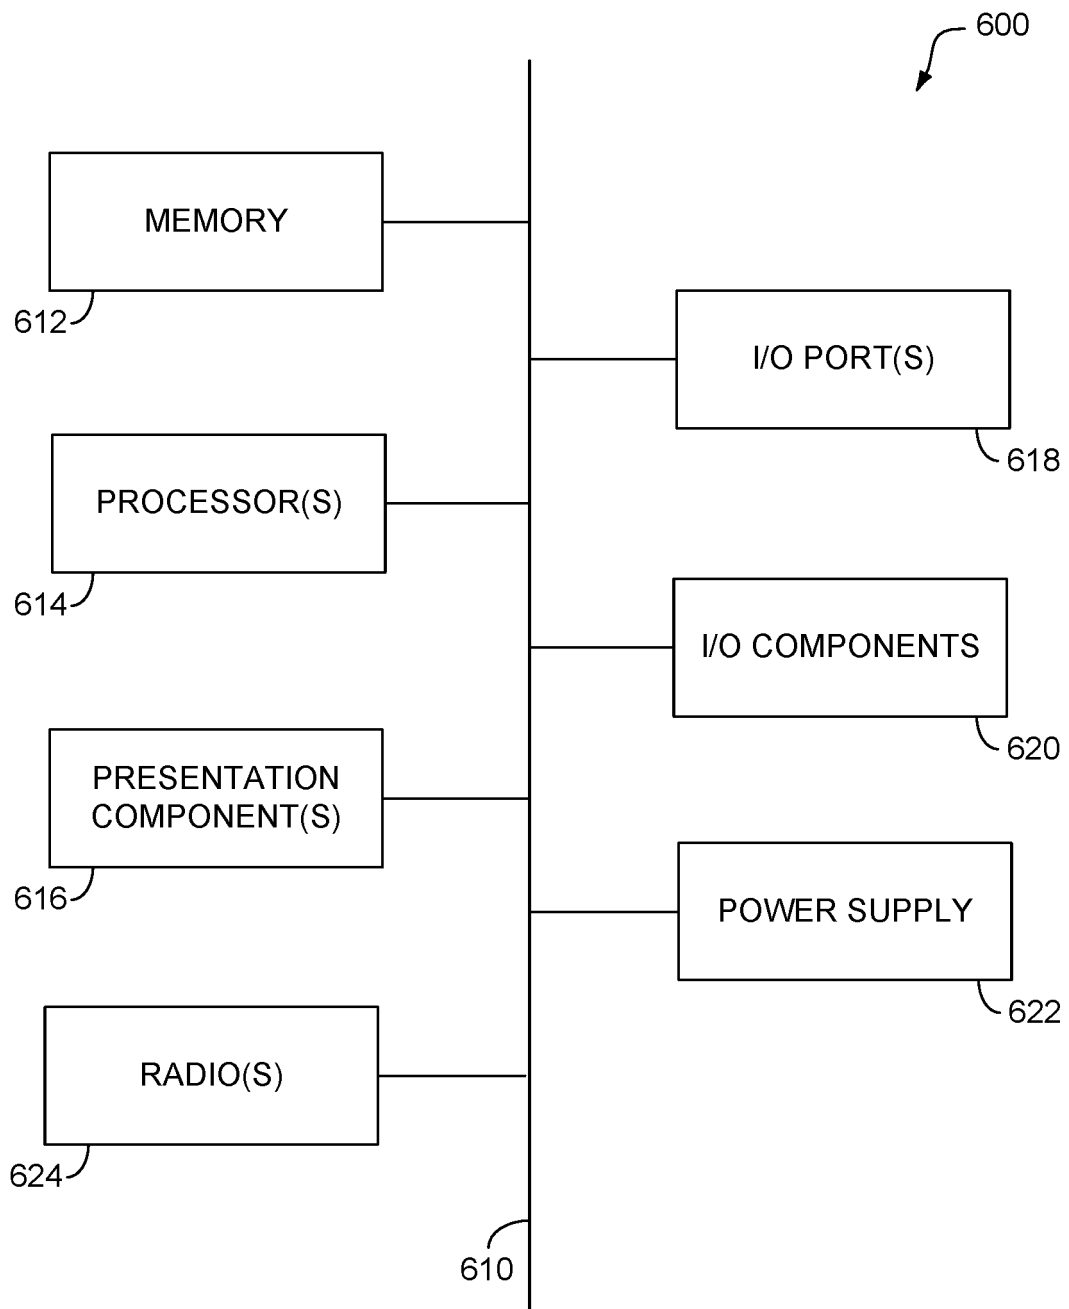 600
MEMORY
612
I/O PORT(S)
618
PROCESSOR(S)
614
I/O COMPONENTS
620
PRESENTATION
COMPONENT(S)
616
POWER SUPPLY
622
RADIO(S)
624
610